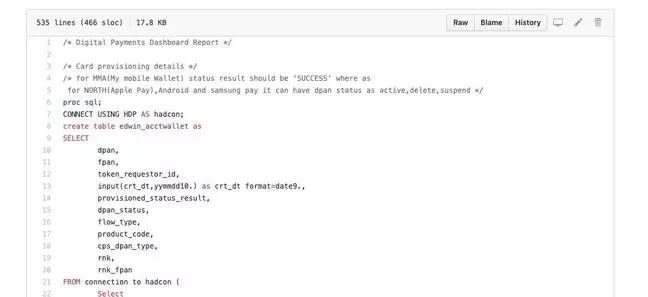 535 lines (466 sloc) 17.8 KB
Raw Blame History
1 /* Digital Payments Dashboard Report */
2
3 /* Card provisioning details */
4 /* for MMA(My mobile Wallet) status result should be 'SUCCESS' where as
5 for NORTH(Apple Pay),Android and samsung pay it can have dpan status as active,delete,suspend */
6 proc sql;
7 CONNECT USING HDP AS hadcon;
8 create table edwin_acctwallet as
9 SELECT
10 dpan,
11 fpan,
12 token_requestor_id,
13 input(crt_dt,yymmdd10.) as crt_dt format=date9.,
14 provisioned_status_result,
15 dpan_status,
16 flow_type,
17 product_code,
18 cps_dpan_type,
19 rnk,
20 rnk_fpan
21 FROM connection to hadcon (
22 Select